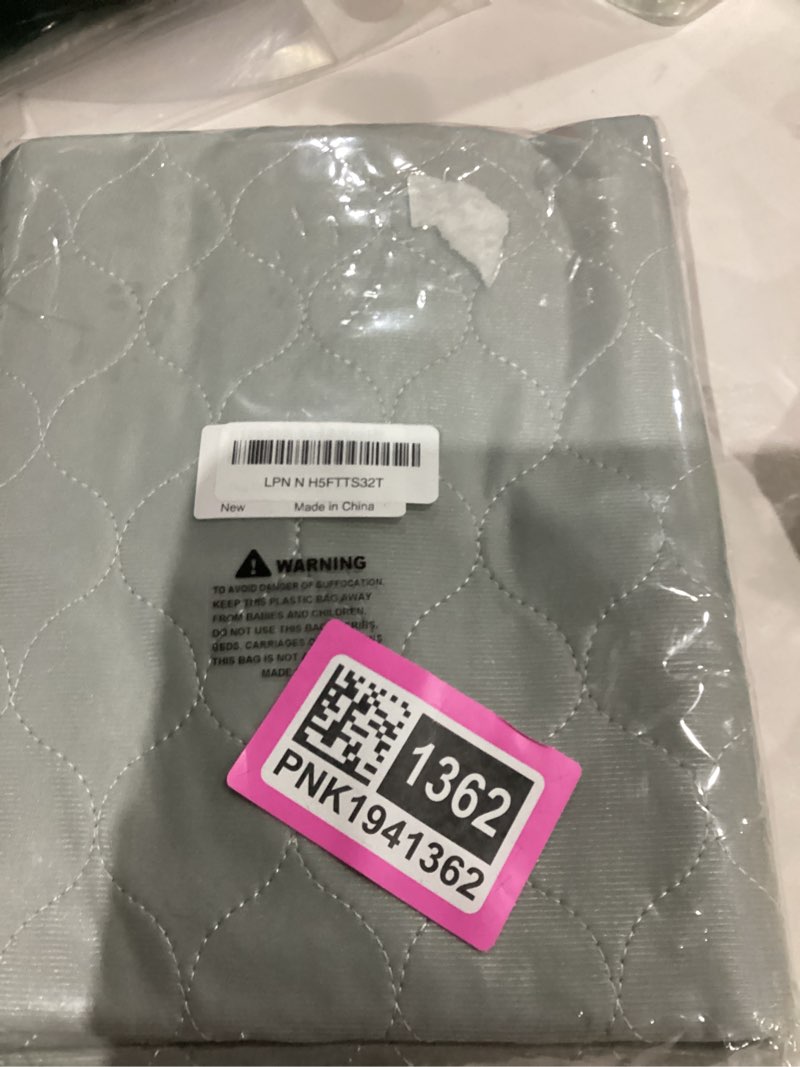 LPN N H5FTTS32T
New Made in China
WARNING
TO AVOID DANGER OF SUFFOCATION,
KEEP THIS PLASTIC BAG AWAY
FROM BABIES AND CHILDREN.
DO NOT USE THIS BAG
BEDS, CARRIAGES
THIS BAG IS NOT
MADE
1362
PNK1941362